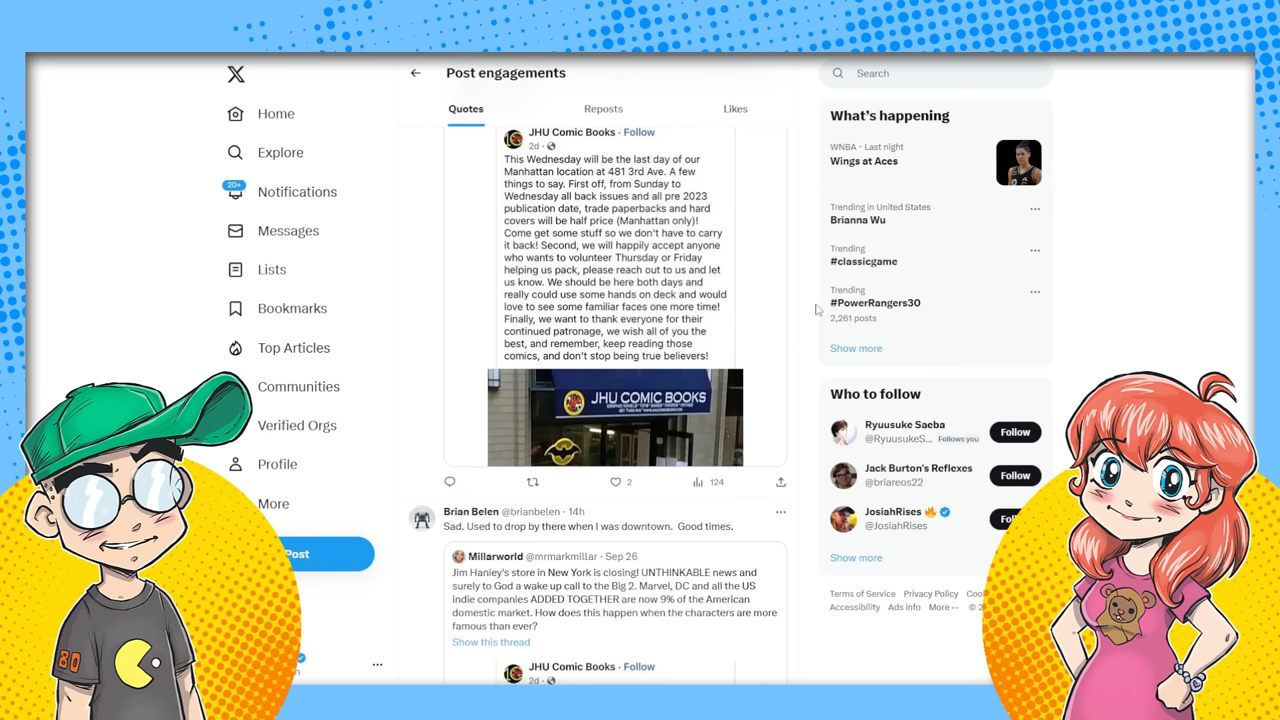 Home
Explore
20+
Notifications
Messages
Lists
Bookmarks
Top Articles
Communities
Verified Orgs
Profile
More
Post
Post engagements
Quotes
Reposts
Likes
JHU Comic Books · Follow
2d ·
This Wednesday will be the last day of our
Manhattan location at 481 3rd Ave. A few
things to say. First off, from Sunday to
Wednesday all back issues and all pre 2023
publication date, trade paperbacks and hard
covers will be half price (Manhattan only)!
Come get some stuff so we don't have to carry
it back! Second, we will happily accept anyone
who wants to volunteer Thursday or Friday
helping us pack, please reach out to us and let
us know. We should be here both days and
really could use some hands on deck and would
love to see some familiar faces one more time!
Finally, we want to thank everyone for their
continued patronage, we wish all of you the
best, and remember, keep reading those
comics, and don't stop being true believers!
JHU COMIC BOOKS
2
124
Brian Belen @brianbelen · 14h
Sad. Used to drop by there when I was downtown. Good times.
Millarworld @mrmarkmillar · Sep 26
Jim Hanley's store in New York is closing! UNTHINKABLE news and
surely to God a wake up call to the Big 2. Marvel, DC and all the US
indie companies ADDED TOGETHER are now 9% of the American
domestic market. How does this happen when the characters are more
famous than ever?
Show this thread
JHU Comic Books · Follow
2d ·
Search
What's happening
WNBA · Last night
Wings at Aces
Trending in United States
Brianna Wu
Trending
#classicgame
Trending
#PowerRangers30
2,261 posts
Show more
Who to follow
Ryuusuke Saeba
@RyuusukeS... Follows you
Follow
Jack Burton's Reflexes
@briareos22
Follow
JosiahRises
@JosiahRises
Follow
Show more
Terms of Service Privacy Policy
Accessibility Ads info More ··· © 2
80